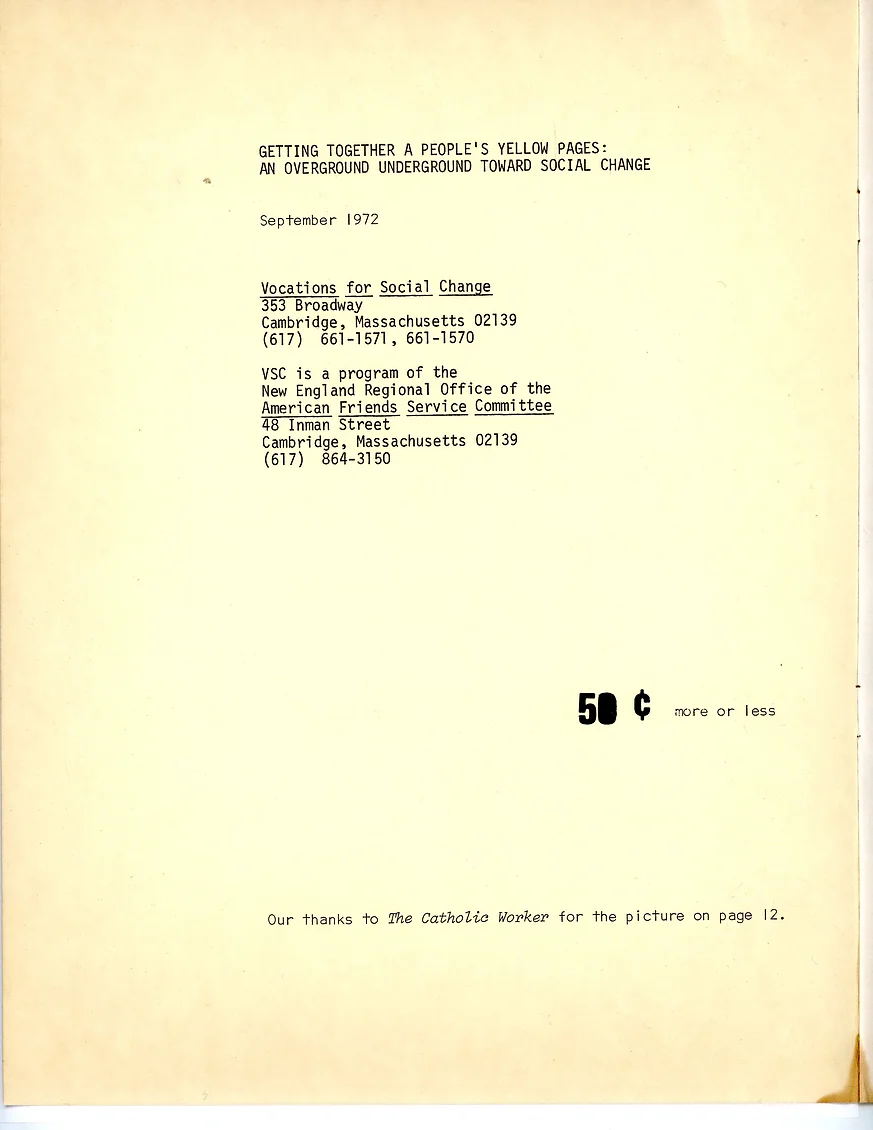 GETTING TOGETHER A PEOPLE'S YELLOW PAGES:
AN OVERGROUND UNDERGROUND TOWARD SOCIAL CHANGE
September 1972
Vocations for Social Change
353 Broadway
Cambridge, Massachusetts 02139
(617) 661-1571, 661-1570
VSC is a program of the
New England Regional Office of the
American Friends Service Committee
48 Inman Street
Cambridge, Massachusetts 02139
(617) 864-3150
50 ¢ more or less
Our thanks to The Catholic Worker for the picture on page 12.